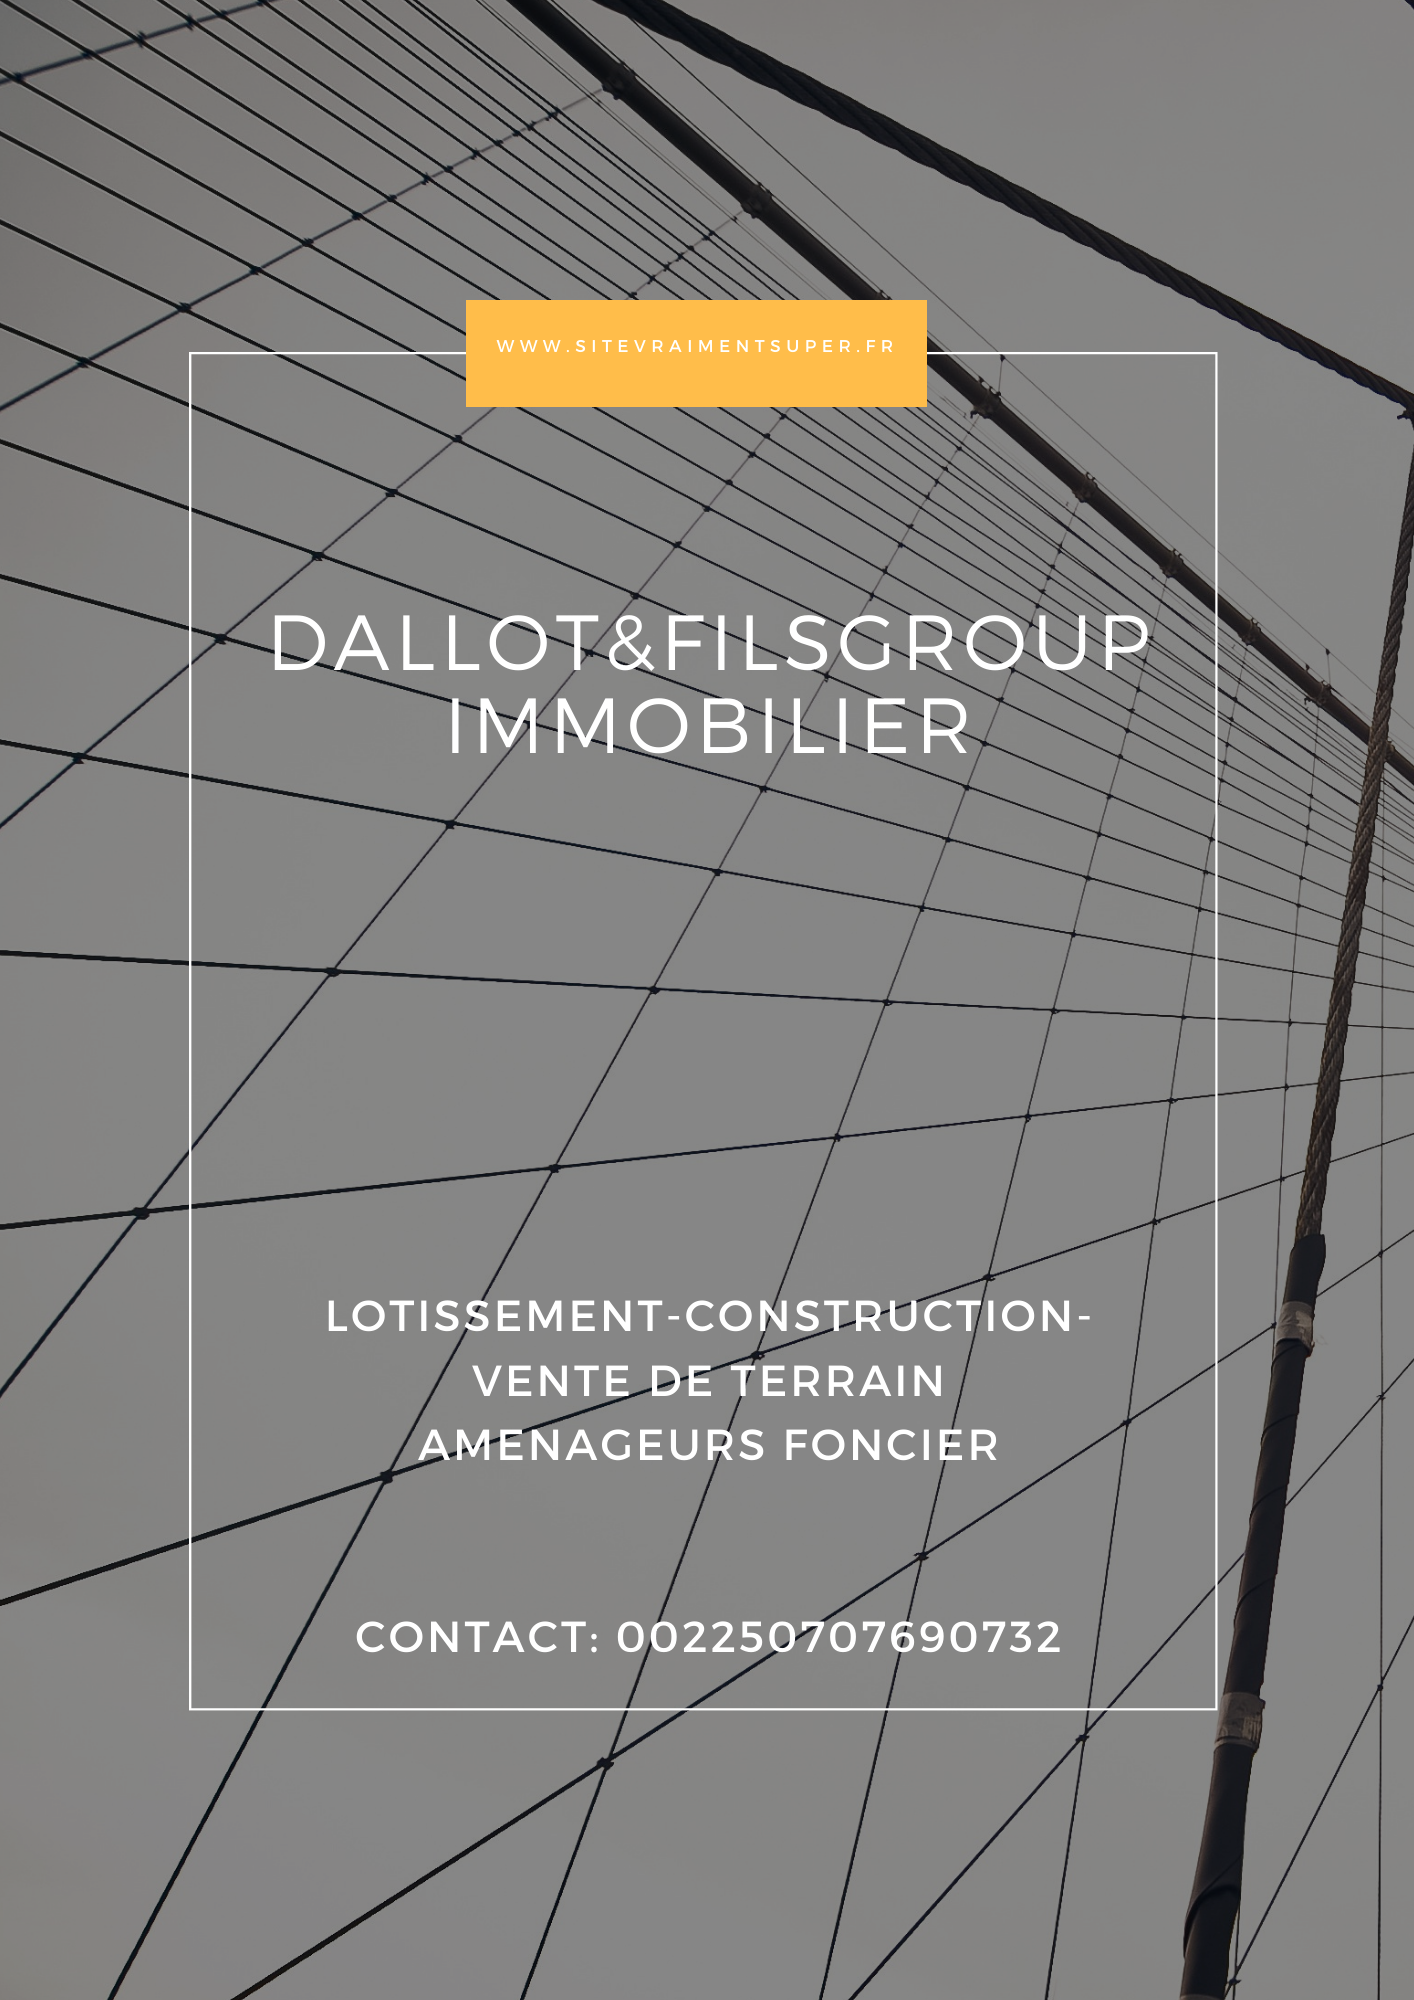 WWW.SITEVRAIMENTSUPER.FR
DALLOT&FILSGROUP
IMMOBILIER
LOTISSEMENT-CONSTRUCTION-
VENTE DE TERRAIN
AMENAGEURS FONCIER
CONTACT: 002250707690732